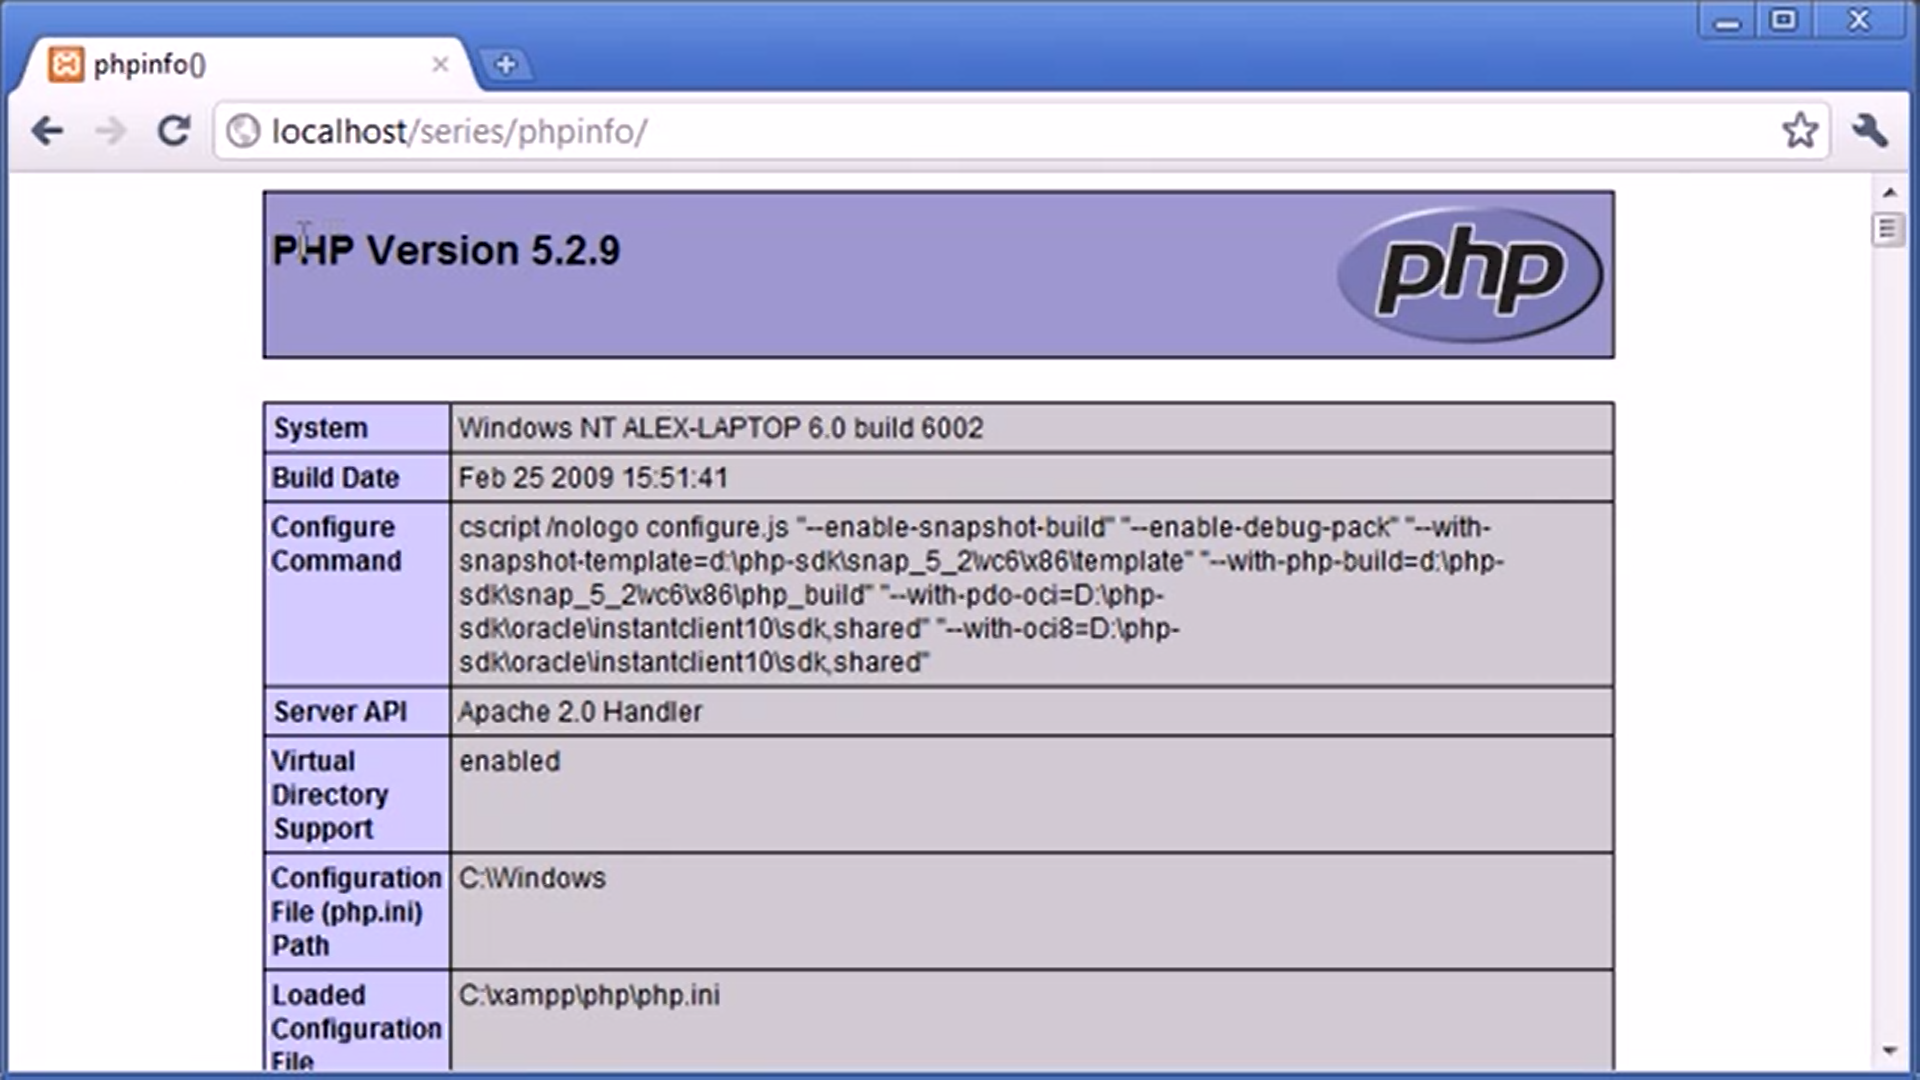 phpinfo()
localhost/series/phpinfo/
PHP Version 5.2.9
php
System
Windows NT ALEX-LAPTOP 6.0 build 6002
Build Date
Feb 25 2009 15:51:41
Configure
Command
cscript /nologo configure.js "--enable-snapshot-build" "--enable-debug-pack" "--with-
snapshot-template=d:\php-sdk\snap_5_2\vc6\x86\template" "--with-php-build=d:\php-
sdk\snap_5_2\vc6\x86\php_build" "--with-pdo-oci=D:\php-
sdk\oracle\instantclient10\sdk,shared" "--with-oci8=D:\php-
sdk\oracle\instantclient10\sdk,shared"
Server API
Apache 2.0 Handler
Virtual
Directory
Support
enabled
Configuration
File (php.ini)
Path
C:\Windows
Loaded
Configuration
File
C:\xampp\php\php.ini